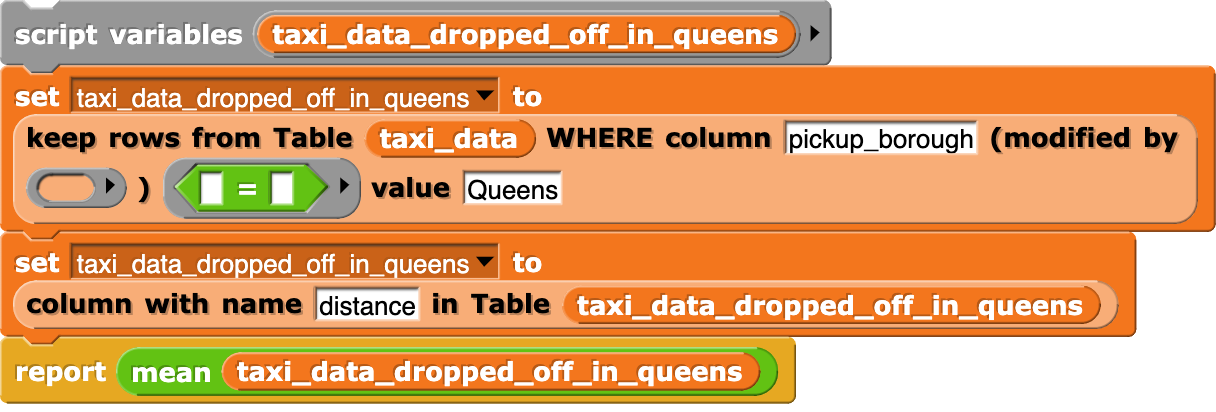 script variables taxi_data_dropped_off_in_queens
set taxi_data_dropped_off_in_queens to
keep rows from Table taxi_data WHERE column pickup_borough (modified by
) = value Queens
set taxi_data_dropped_off_in_queens to
column with name distance in Table taxi_data_dropped_off_in_queens
report mean taxi_data_dropped_off_in_queens